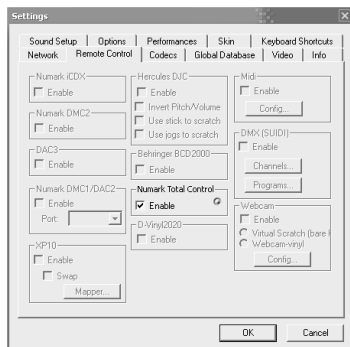 Settings
Sound Setup
Options
Performances
Skin
Keyboard Shortcuts
Network
Remote Control
Codecs
Global Database
Video
Info
Numark iCDX
Enable
Numark DMC2
Enable
DAC3
Enable
Numark DMC1/DAC2
Enable
Port
XP10
Enable
Swap
Mapper...
Hercules DJC
Enable
Invert Pitch/Volume
Use stick to scratch
Use jogs to scratch
Behringer BCD2000
Enable
Numark Total Control
Enable
D-Vinyl2020
Enable
Midi
Enable
Config...
DMX (SUIDI)
Enable
Channels...
Programs...
Webcam
Enable
Virtual Scratch (bare
Webcam-vinyl
Config...
OK
Cancel